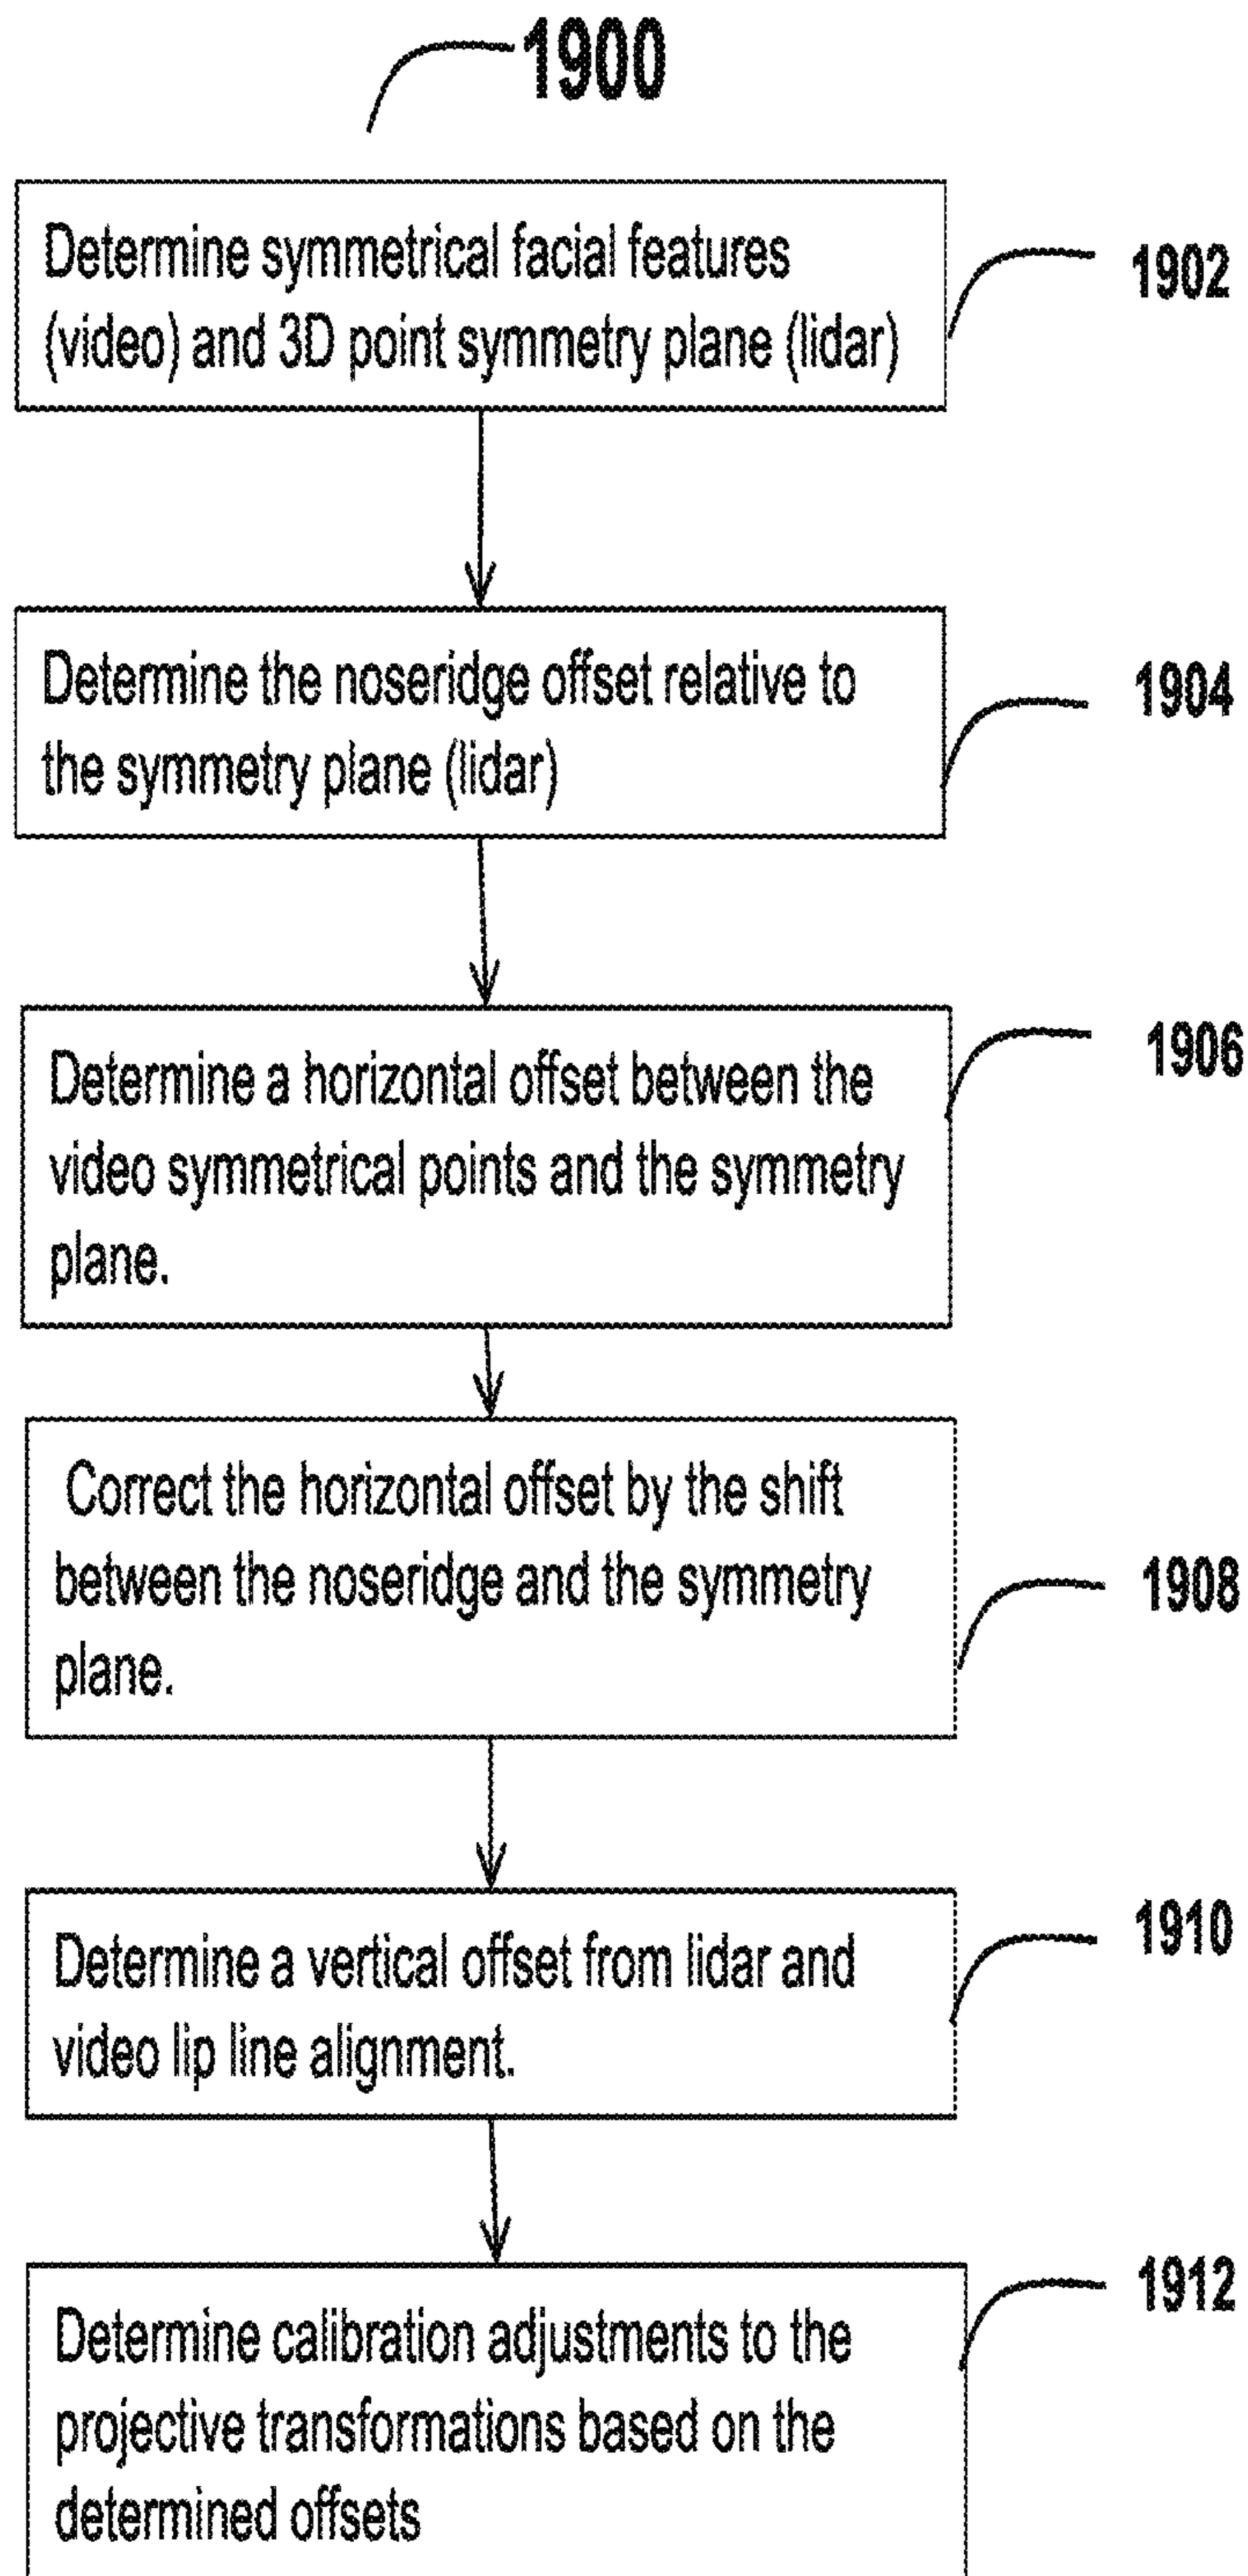 1900
Determine symmetrical facial features
(video) and 3D point symmetry plane (lidar)
1902
Determine the noseridge offset relative to
the symmetry plane (lidar)
1904
Determine a horizontal offset between the
video symmetrical points and the symmetry
plane.
1906
Correct the horizontal offset by the shift
between the noseridge and the symmetry
plane.
1908
Determine a vertical offset from lidar and
video lip line alignment.
1910
Determine calibration adjustments to the
projective transformations based on the
determined offsets
1912